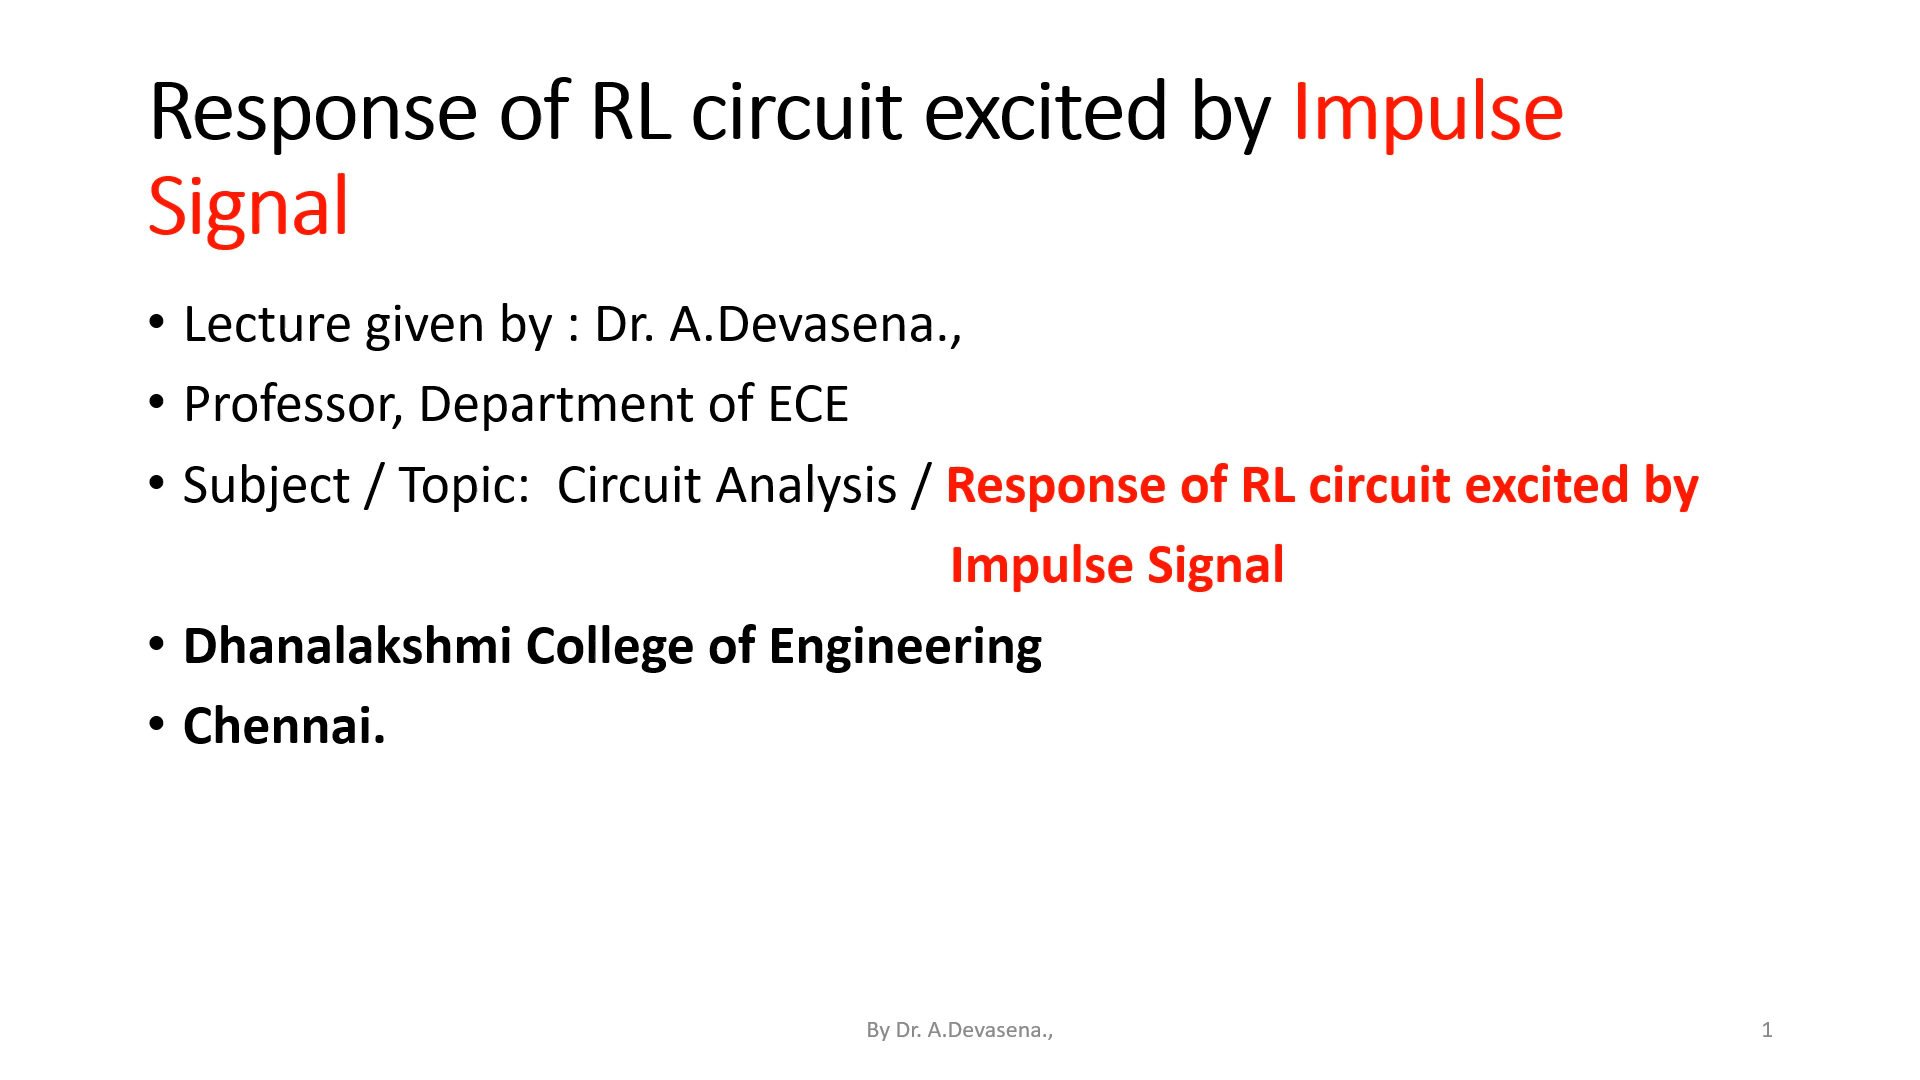 Response of RL circuit excited by Impulse
Signal
• Lecture given by : Dr. A.Devasena.,
• Professor, Department of ECE
• Subject / Topic:  Circuit Analysis / Response of RL circuit excited by
Impulse Signal
• Dhanalakshmi College of Engineering
• Chennai.
By Dr. A.Devasena.,
1